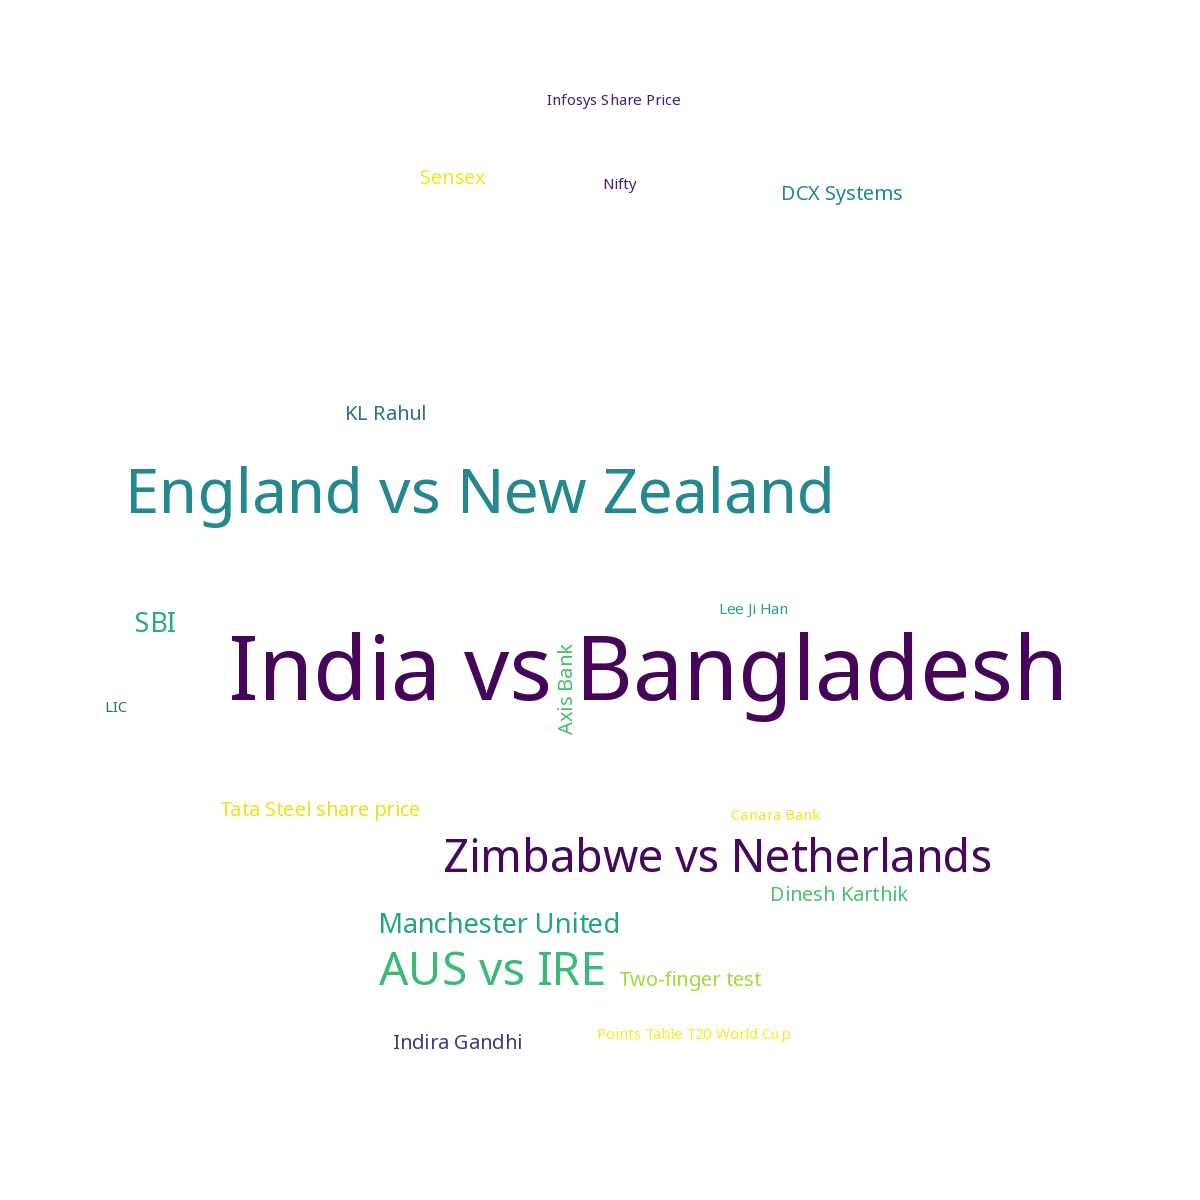 Infosys Share Price
Sensex
Nifty
DCX Systems
KL Rahul
England vs New Zealand
Lee Ji Han
SBI
India vs Bangladesh
Axis Bank
LIC
Tata Steel share price
Canara Bank
Zimbabwe vs Netherlands
Dinesh Karthik
Manchester United
AUS vs IRE
Two-finger test
Points Table T20 World Cup
Indira Gandhi